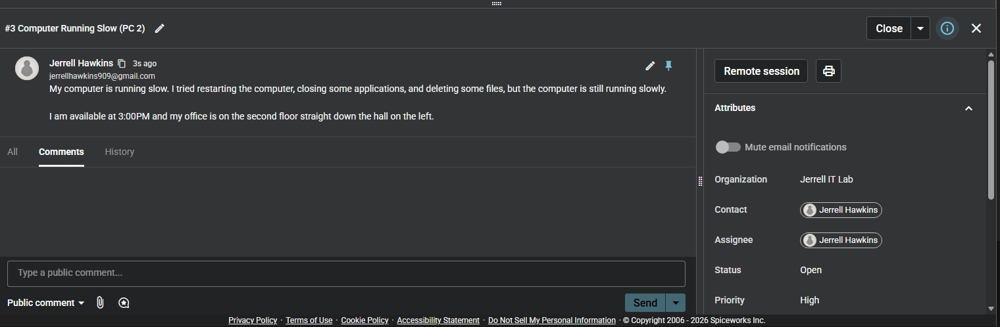 #3 Computer Running Slow (PC 2)
Close
Jerrell Hawkins 3s ago
jerrellhawkins909@gmail.com
My computer is running slow. I tried restarting the computer, closing some applications, and deleting some files, but the computer is still running slowly.
I am available at 3:00PM and my office is on the second floor straight down the hall on the left.
All Comments History
Type a public comment...
Public comment
Send
Remote session
Attributes
Mute email notifications
Organization Jerrell IT Lab
Contact Jerrell Hawkins
Assignee Jerrell Hawkins
Status Open
Priority High
Privacy Policy · Terms of Use · Cookie Policy · Accessibility Statement · Do Not Sell My Personal Information · © Copyright 2006 - 2026 Spiceworks Inc.